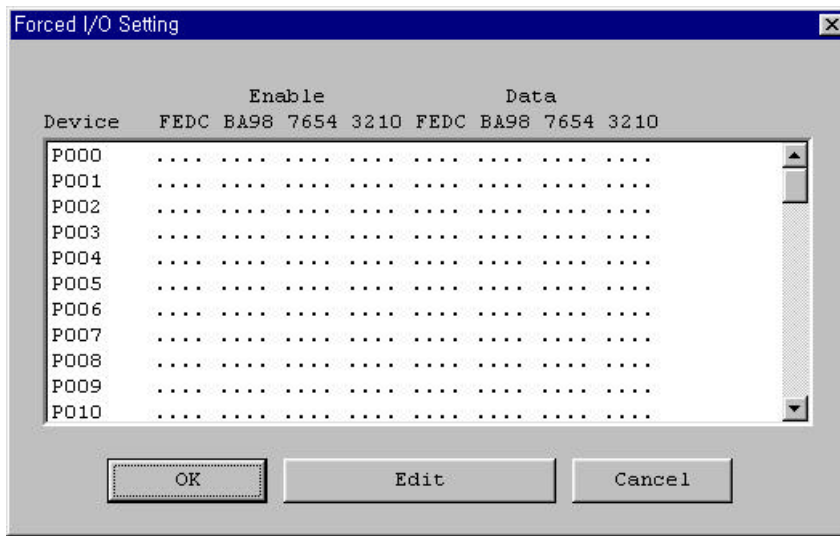 Forced I/O Setting
Enable Data
Device FEDC BA98 7654 3210 FEDC BA98 7654 3210
P000 .... .... .... .... .... .... .... ....
P001 .... .... .... .... .... .... .... ....
P002 .... .... .... .... .... .... .... ....
P003 .... .... .... .... .... .... .... ....
P004 .... .... .... .... .... .... .... ....
P005 .... .... .... .... .... .... .... ....
P006 .... .... .... .... .... .... .... ....
P007 .... .... .... .... .... .... .... ....
P008 .... .... .... .... .... .... .... ....
P009 .... .... .... .... .... .... .... ....
P010 .... .... .... .... .... .... .... ....
OK Edit Cancel